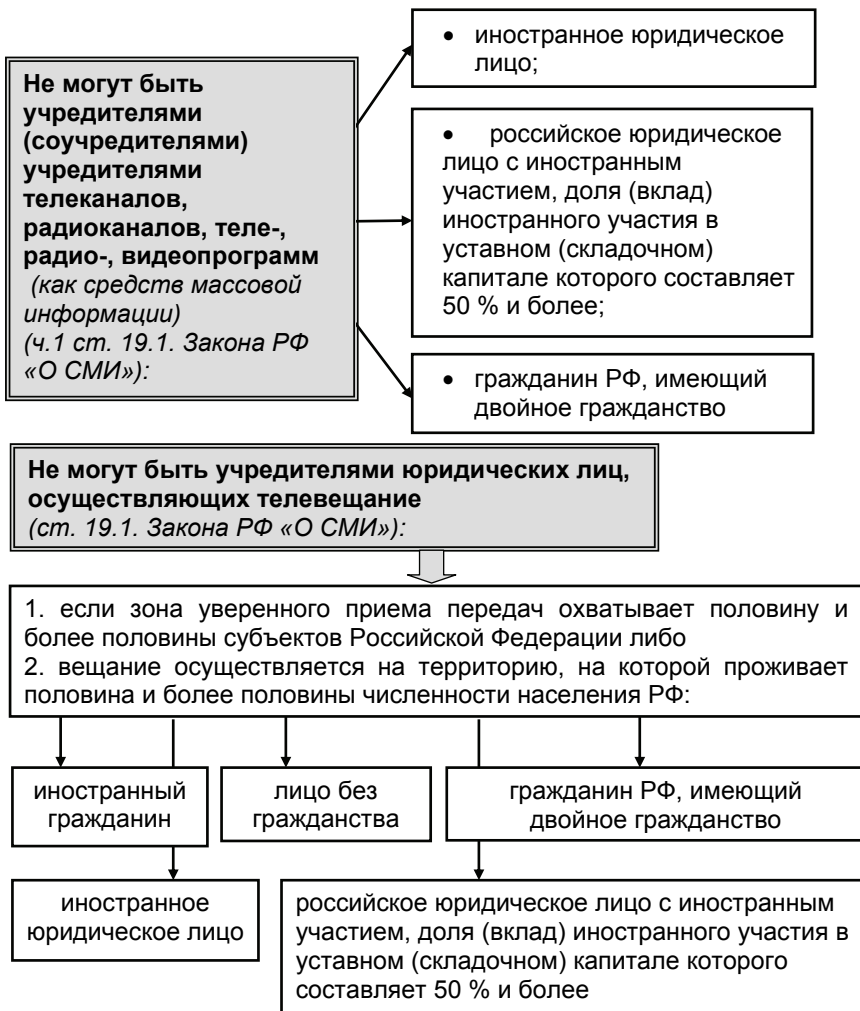 Не могут быть
учредителями
(соучредителями)
учредителями
телеканалов,
радиоканалов, теле-,
радио-, видеопрограмм
(как средств массовой
информации)
(ч.1 ст. 19.1. Закона РФ
«О СМИ»):
• иностранное юридическое
лицо;
• российское юридическое
лицо с иностранным
участием, доля (вклад)
иностранного участия в
уставном (складочном)
капитале которого составляет
50 % и более;
• гражданин РФ, имеющий
двойное гражданство
Не могут быть учредителями юридических лиц,
осуществляющих телевещание
(ст. 19.1. Закона РФ «О СМИ»):
1. если зона уверенного приема передач охватывает половину и
более половины субъектов Российской Федерации либо
2. вещание осуществляется на территорию, на которой проживает
половина и более половины численности населения РФ:
иностранный
гражданин
лицо без
гражданства
гражданин РФ, имеющий
двойное гражданство
иностранное
юридическое лицо
российское юридическое лицо с иностранным
участием, доля (вклад) иностранного участия в
уставном (складочном) капитале которого
составляет 50 % и более